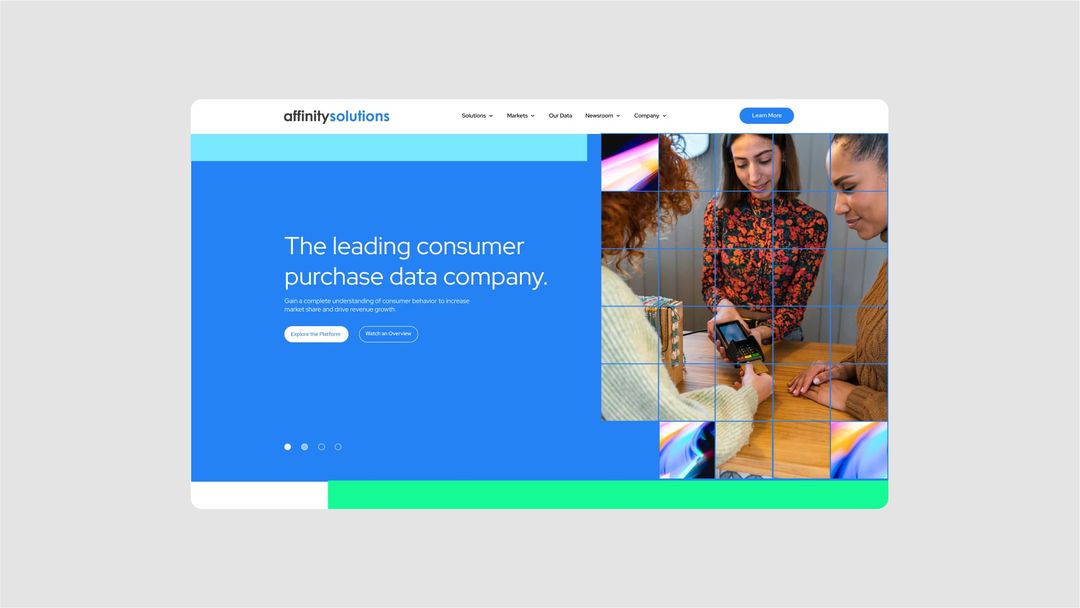 affinitysolutions
Solutions
Markets
Our Data
Newsroom
Company
Learn More
The leading consumer
purchase data company.
Gain a complete understanding of consumer behavior to increase
market share and drive revenue growth.
Explore the Platform
Watch an Overview